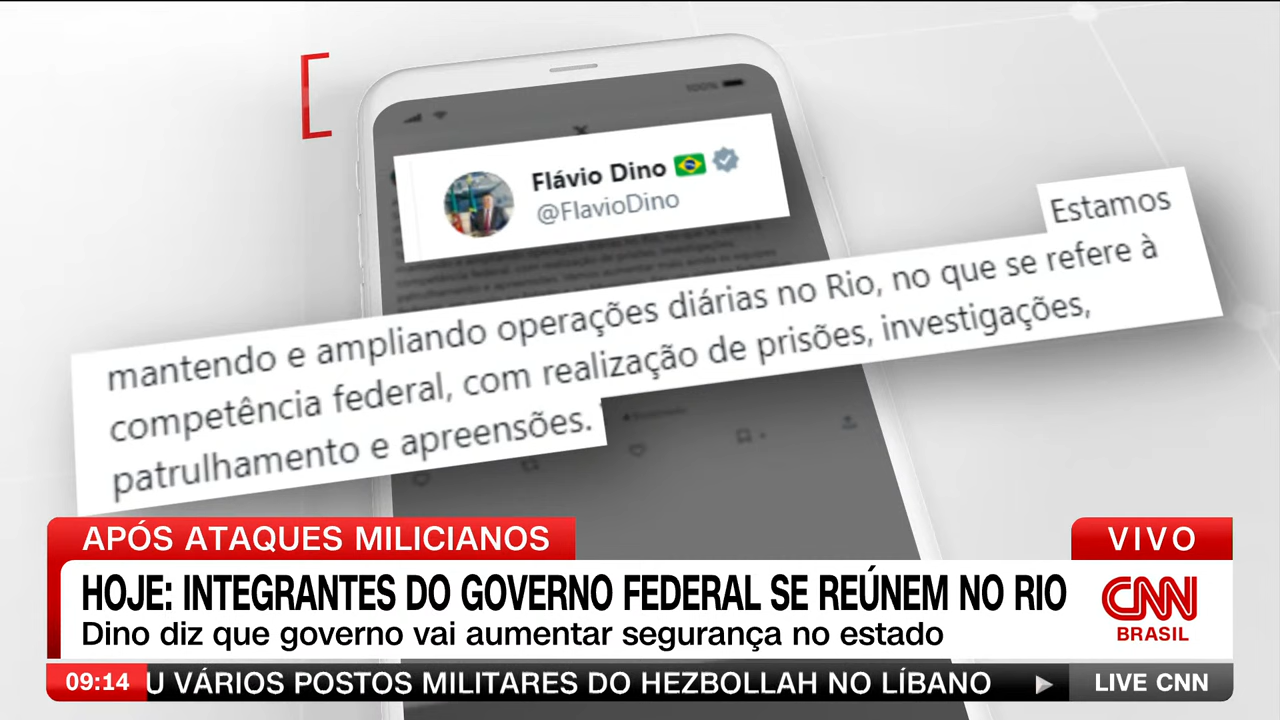 100%
Flávio Dino
@FlavioDino
Estamos
mantendo e ampliando operações diárias no Rio, no que se refere à
competência federal, com realização de prisões, investigações,
patrulhamento e apreensões.
APÓS ATAQUES MILICIANOS
VIVO
HOJE: INTEGRANTES DO GOVERNO FEDERAL SE REÚNEM NO RIO
Dino diz que governo vai aumentar segurança no estado
CNN
BRASIL
09:14
U VÁRIOS POSTOS MILITARES DO HEZBOLLAH NO LÍBANO
LIVE CNN